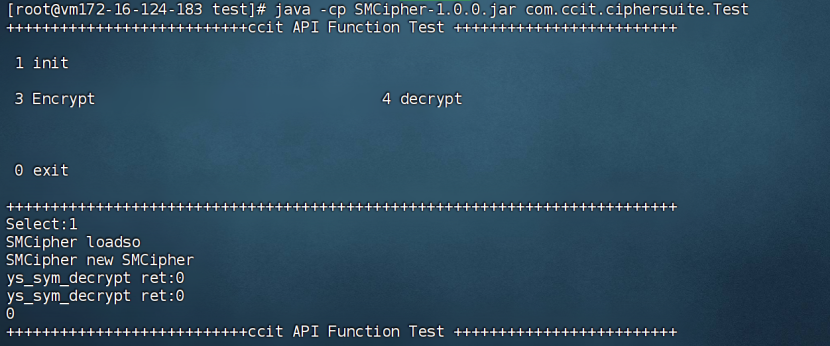 [root@vm172-16-124-183 test]# java -cp SMCipher-1.0.0.jar com.ccit.ciphersuite.Test
+++++++++++++++++++++++++++ccit API Function Test +++++++++++++++++++++++++
1 init
3 Encrypt 4 decrypt
0 exit
+++++++++++++++++++++++++++++++++++++++++++++++++++++++++++++++++++++++++++
Select:1
SMCipher loadso
SMCipher new SMCipher
ys_sym_decrypt ret:0
ys_sym_decrypt ret:0
0
+++++++++++++++++++++++++++ccit API Function Test +++++++++++++++++++++++++